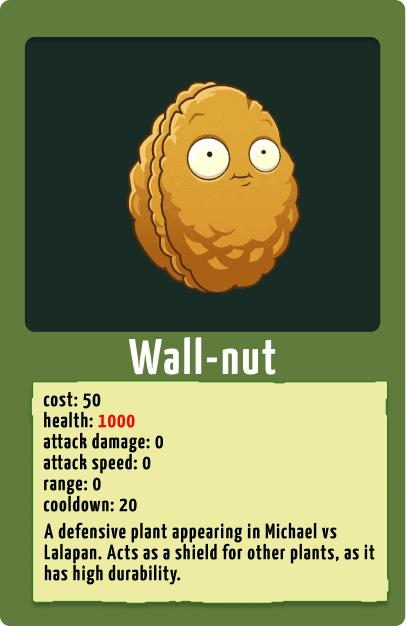 Wall-nut
cost: 50
health: 1000
attack damage: 0
attack speed: 0
range: 0
cooldown: 20
A defensive plant appearing in Michael vs
Lalapan. Acts as a shield for other plants, as it
has high durability.